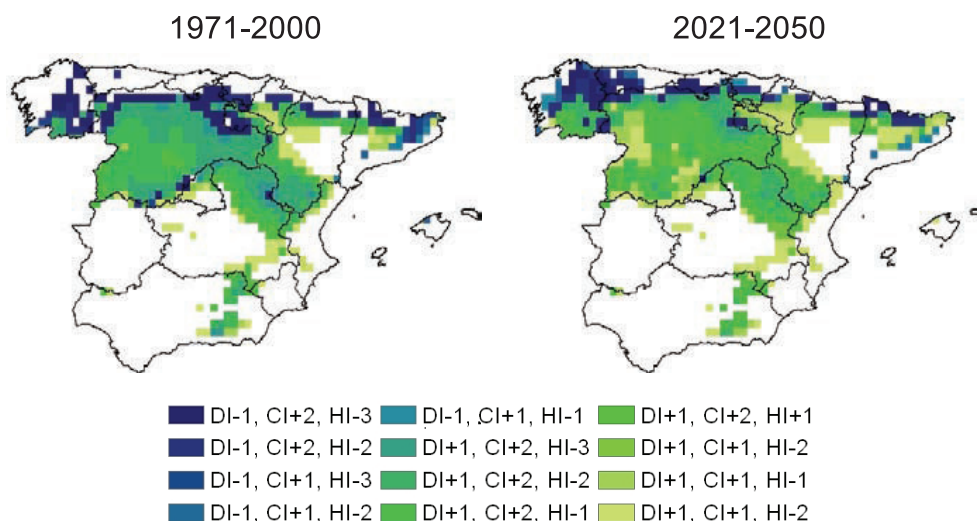 1971-2000 2021-2050
DI-1, CI+2, HI-3 DI-1, CI+1, HI-1 DI+1, CI+2, HI+1
DI-1, CI+2, HI-2 DI+1, CI+2, HI-3 DI+1, CI+1, HI-2
DI-1, CI+1, HI-3 DI+1, CI+2, HI-2 DI+1, CI+1, HI-1
DI-1, CI+1, HI-2 DI+1, CI+2, HI-1 DI+1, CI+1, HI-2